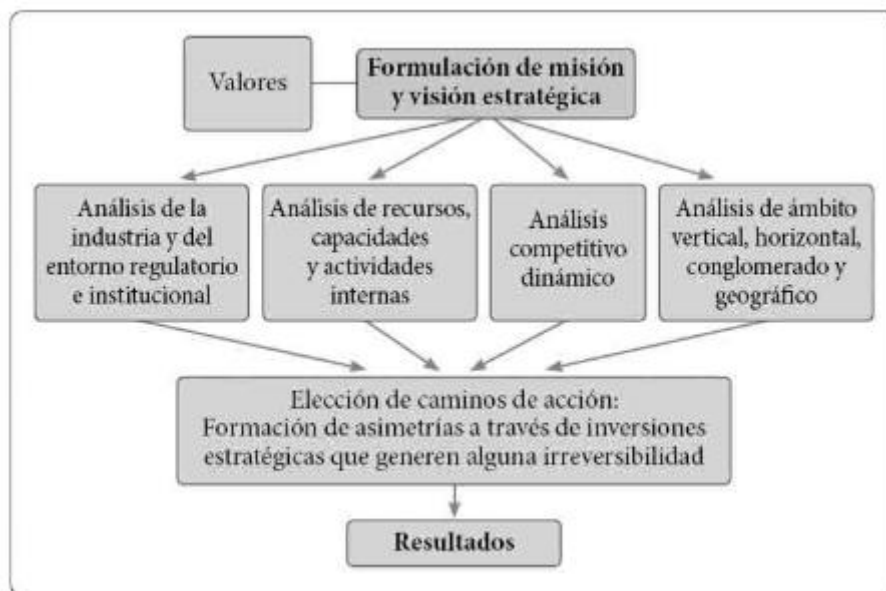 Valores
Formulación de misión
y visión estratégica
Análisis de la
industria y del
entorno regulatorio
e institucional
Análisis de recursos,
capacidades
y actividades
internas
Análisis
competitivo
dinámico
Análisis de ámbito
vertical, horizontal,
conglomerado y
geográfico
Elección de caminos de acción:
Formación de asimetrías a través de inversiones
estratégicas que generen alguna irreversibilidad
Resultados